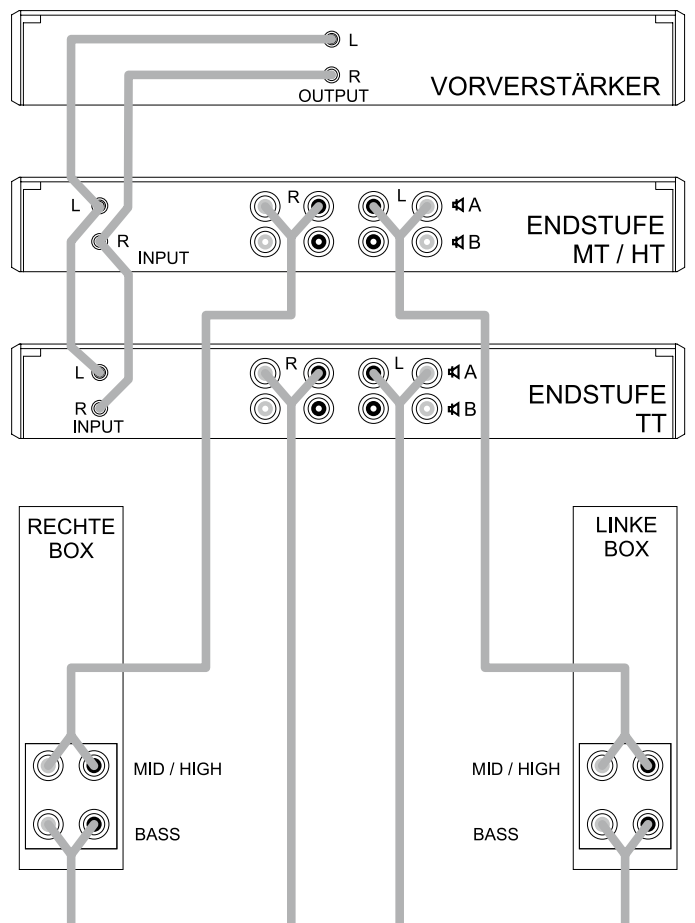 L
R
OUTPUT
VORVERSTÄRKER
L
R
INPUT
R
L
A
B
ENDSTUFE
MT / HT
L
R
INPUT
R
L
A
B
ENDSTUFE
TT
RECHTE
BOX
LINKE
BOX
MID / HIGH
MID / HIGH
BASS
BASS